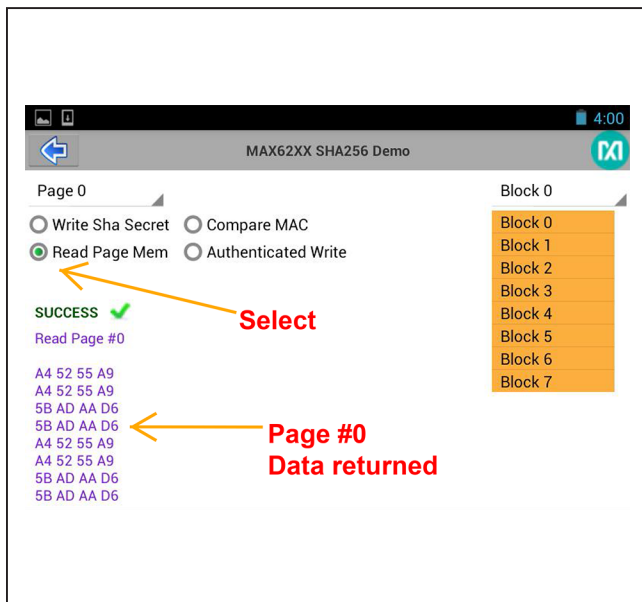 4:00
MAX62XX SHA256 Demo
Page 0
Block 0
Write Sha Secret
Compare MAC
Read Page Mem
Authenticated Write
Block 0
Block 1
Block 2
Block 3
Block 4
Block 5
Block 6
Block 7
Select
SUCCESS
Read Page #0
A4 52 55 A9
A4 52 55 A9
5B AD AA D6
5B AD AA D6
A4 52 55 A9
A4 52 55 A9
5B AD AA D6
5B AD AA D6
Page #0
Data returned